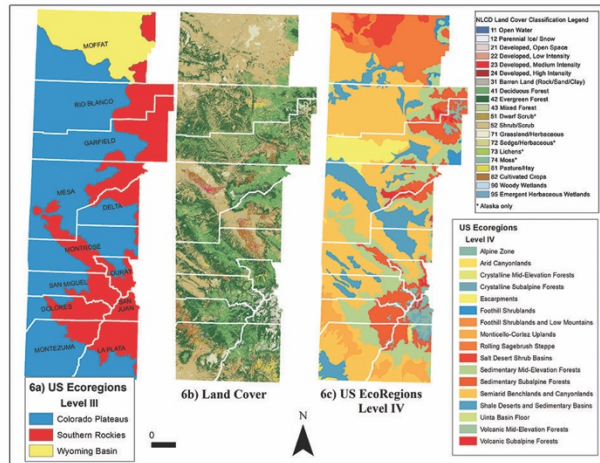 MOFFAT
RIO BLANCO
GARFIELD
MESA
DELTA
MONTROSE
OURAY
SAN MIGUEL
SAN JUAN
DOLORES
MONTEZUMA
LA PLATA
6a) US Ecoregions
Level III
Colorado Plateaus
Southern Rockies
Wyoming Basin
6b) Land Cover
0
N
6c) US EcoRegions
Level IV
NLCD Land Cover Classification Legend
11 Open Water
12 Perennial Ice/ Snow
21 Developed, Open Space
22 Developed, Low Intensity
23 Developed, Medium Intensity
24 Developed, High Intensity
31 Barren Land (Rock/Sand/Clay)
41 Deciduous Forest
42 Evergreen Forest
43 Mixed Forest
51 Dwarf Scrub*
52 Shrub/Scrub
71 Grassland/Herbaceous
72 Sedge/Herbaceous*
73 Lichens*
74 Moss*
81 Pasture/Hay
82 Cultivated Crops
90 Woody Wetlands
95 Emergent Herbaceous Wetlands
* Alaska only
US Ecoregions
Level IV
Alpine Zone
Arid Canyonlands
Crystalline Mid-Elevation Forests
Crystalline Subalpine Forests
Escarpments
Foothill Shrublands
Foothill Shrublands and Low Mountains
Monticello-Cortez Uplands
Rolling Sagebrush Steppe
Salt Desert Shrub Basins
Sedimentary Mid-Elevation Forests
Sedimentary Subalpine Forests
Semiarid Benchlands and Canyonlands
Shale Deserts and Sedimentary Basins
Uinta Basin Floor
Volcanic Mid-Elevation Forests
Volcanic Subalpine Forests